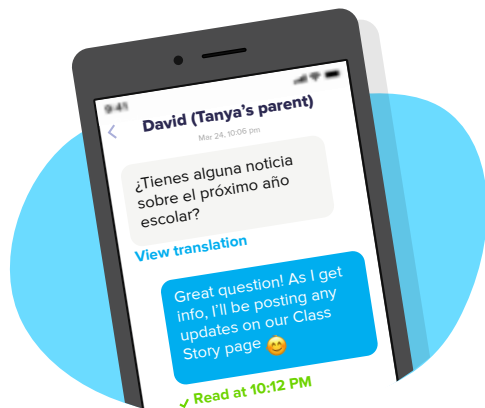 9:41
David (Tanya's parent)
Mar 24, 10:06 pm
¿Tienes alguna noticia
sobre el próximo año
escolar?
View translation
Great question! As I get
info, I'll be posting any
updates on our Class
Story page 😊
Read at 10:12 PM